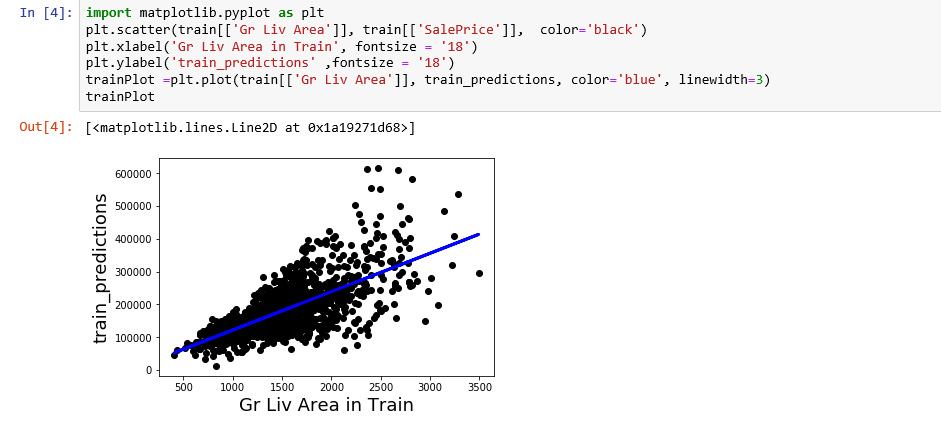 In [4]: import matplotlib.pyplot as plt
plt.scatter(train[['Gr Liv Area']], train[['SalePrice']],  color='black')
plt.xlabel('Gr Liv Area in Train', fontsize = '18')
plt.ylabel('train_predictions' ,fontsize = '18')
trainPlot =plt.plot(train[['Gr Liv Area']], train_predictions, color='blue', linewidth=3)
trainPlot
Out[4]: [<matplotlib.lines.Line2D at 0x1a19271d68>]
train_predictions
600000
500000
400000
300000
200000
100000
0
500 1000 1500 2000 2500 3000 3500
Gr Liv Area in Train